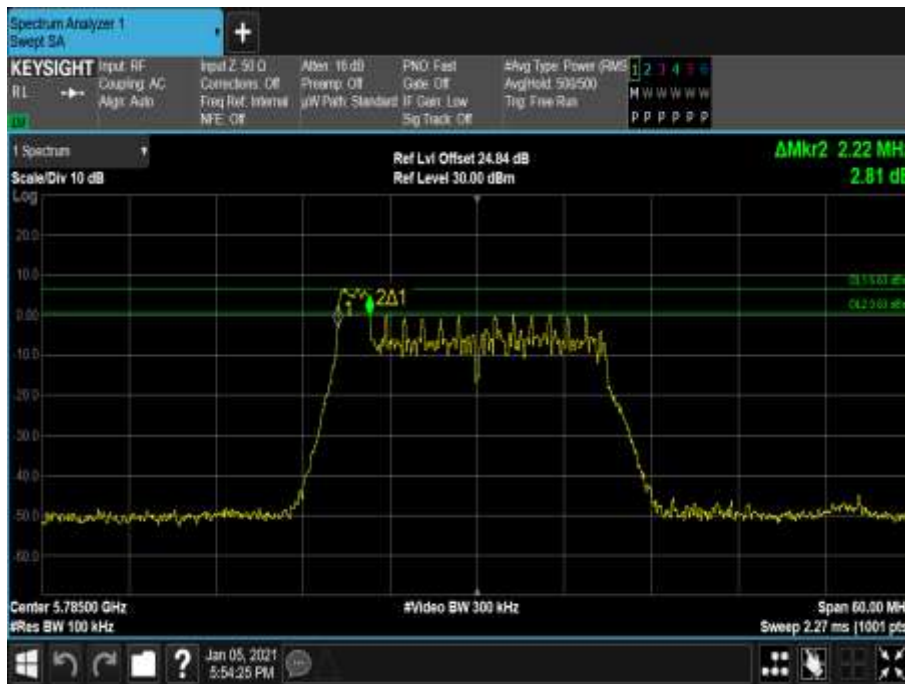 Spectrum Analyzer 1
Swept SA
+
KEYSIGHT
RL
Input: RF
Coupling: AC
Align: Auto
Input Z: 50 Ω
Corrections: Off
Freq Ref: Internal
NFE: Off
Atten: 16 dB
Preamp: Off
µW Path: Standard
PNO: Fast
Gate: Off
IF Gain: Low
Sig Track: Off
#Avg Type: Power (RMS
Avg|Hold: 500/500
Trig: Free Run
1 2 3 4 5 6
M W W W W W
P P P P P P
1 Spectrum
Scale/Div 10 dB
Log
Ref Lvl Offset 24.84 dB
Ref Level 30.00 dBm
ΔMkr2 2.22 MH
2.81 d
20.0
10.0
0.00
-10.0
-20.0
-30.0
-40.0
-50.0
-60.0
1
2Δ1
Center 5.78500 GHz
#Res BW 100 kHz
#Video BW 300 kHz
Span 60.00 MH
Sweep 2.27 ms (1001 pts
?
Jan 05, 2021
5:54:25 PM